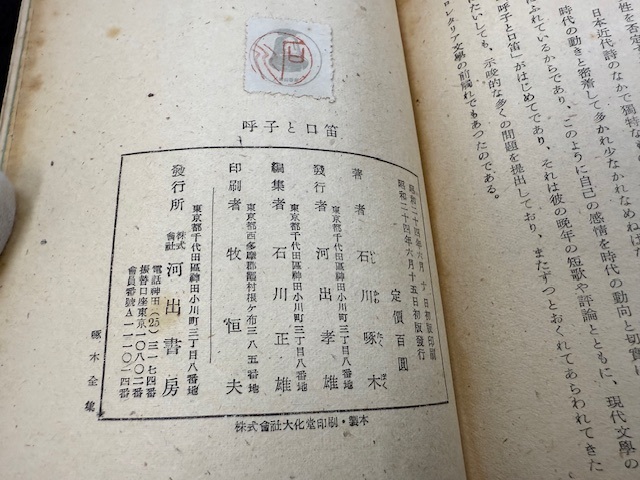 性を否定
日本近代詩のなかで獨特な
時代の動きと密着して多かれ少なかれなめねばな
ふれているからであり、このように自己の感情を時代の動向と切實に
呼子と口笛」がはじめてであり、それは彼の晩年の短歌や評論とともに、現代文學の
たいしても、示唆的な多くの問題を提出しており、またずつとおくれてあらわれてきた
ロレタリア文學の前觸れでもあつたのである。
呼子と口笛
昭和二十四年六月十日初版印刷
昭和二十四年六月十五日初版發行
定價百圓
著者 石川啄木
東京都千代田區神田小川町三丁目八番地
發行者 河出孝雄
東京都千代田區神田小川町三丁目八番地
編集者 石川正雄
東京都西多摩郡霞村根ヶ布三八五番地
印刷者 牧恒夫
東京都千代田區神田小川町三丁目八番地
發行所 株式會社 河出書房
電話神田(25)三一七四番
振替口座東京一〇八〇二番
會員番號A一一一〇一四番
啄木全集
株式會社大化堂印刷・製本